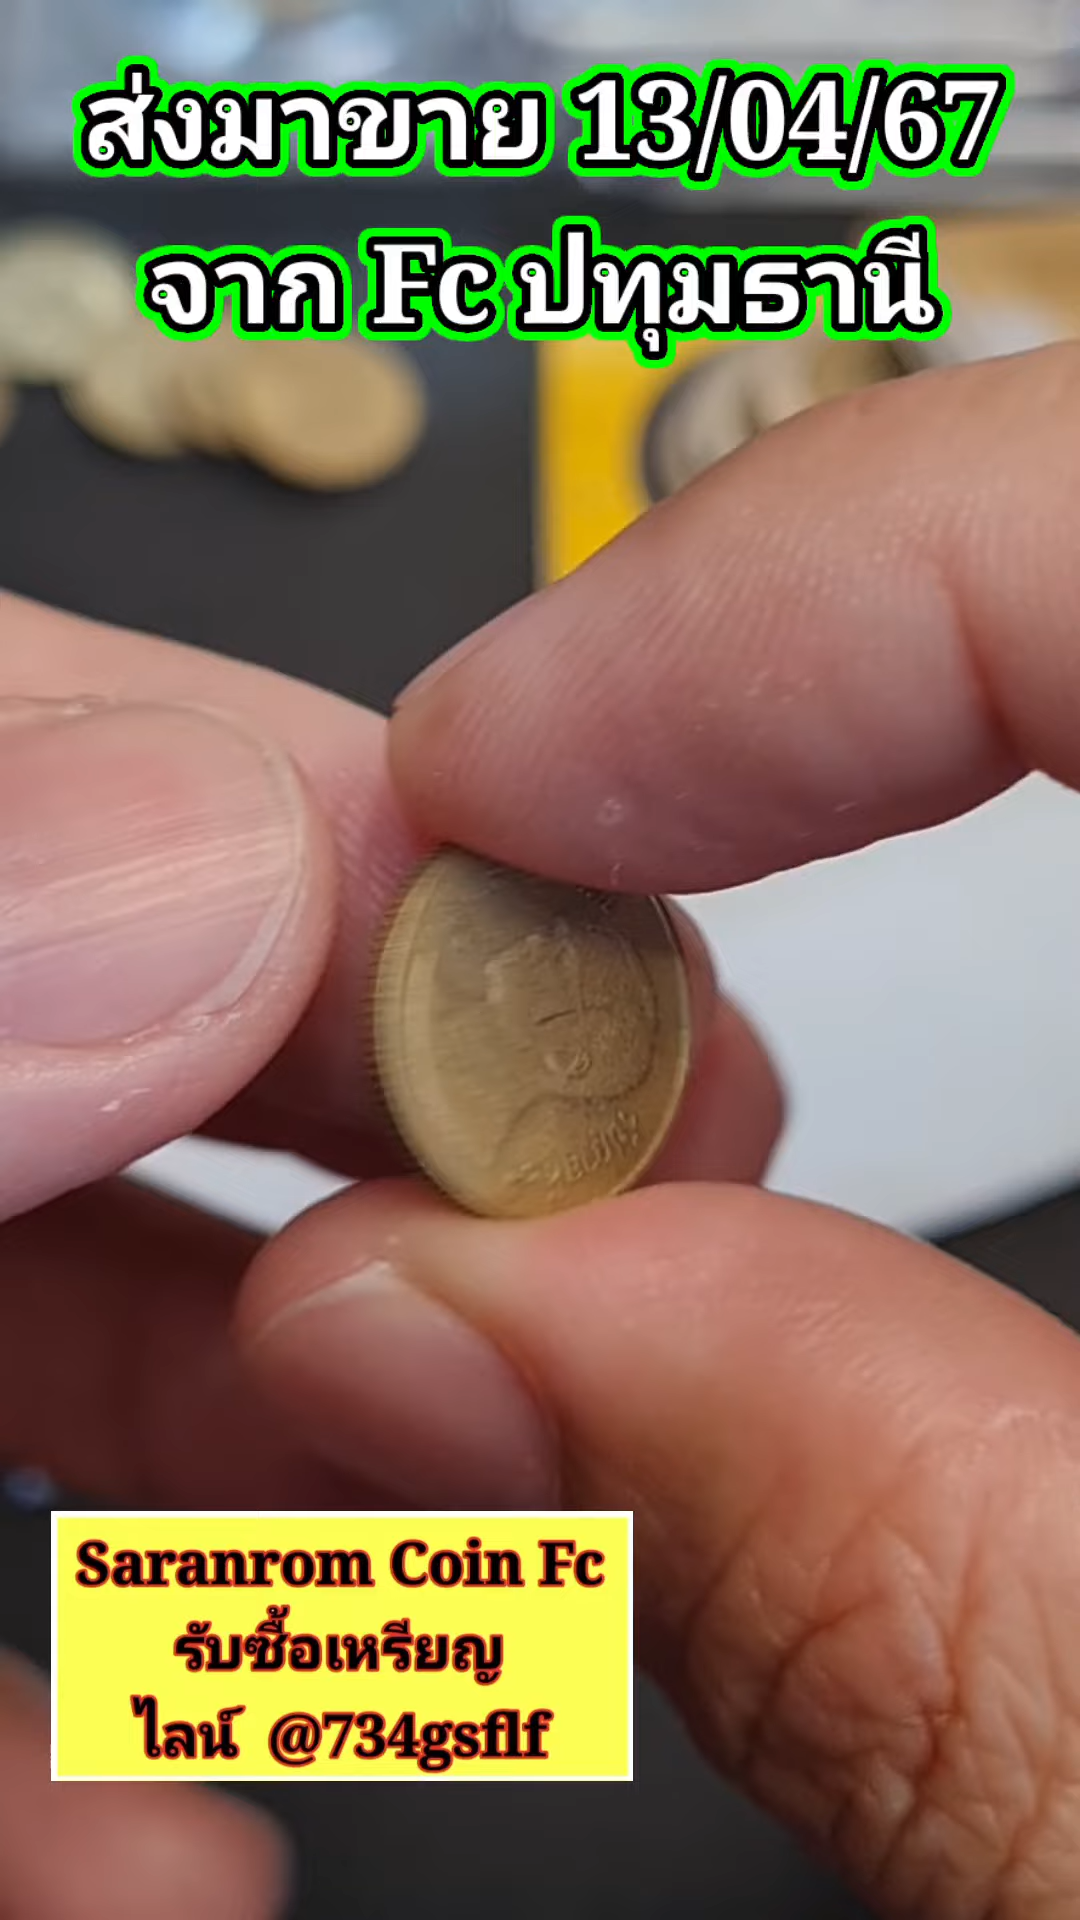 ส่งมาขาย 13/04/67
จาก Fc ปทุมธานี
Saranrom Coin Fc
รับซื้อเหรียญ
ไลน์ @734gsflf